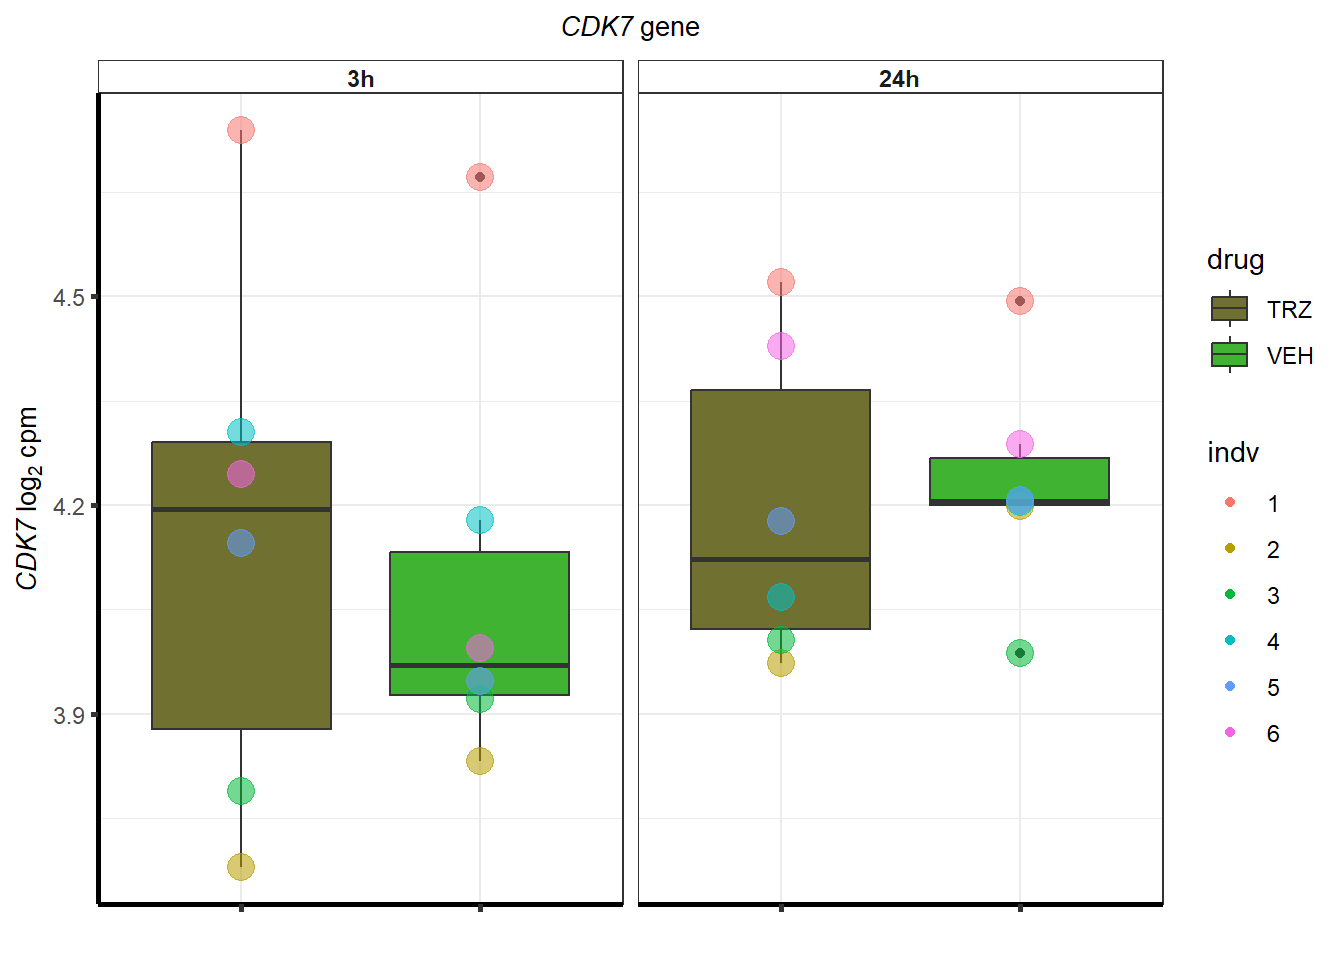 CDK7 gene
3h
24h
4.5
4.2
3.9
CDK7 log₂ cpm
drug
TRZ
VEH
indv
1
2
3
4
5
6